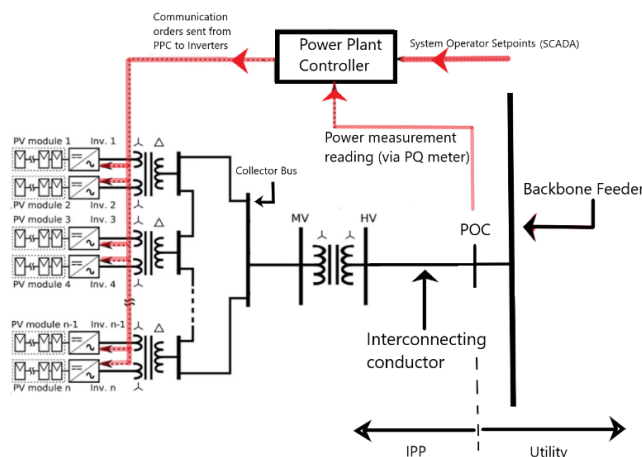 Communication
orders sent from
PPC to Inverters
Power Plant
Controller
System Operator Setpoints (SCADA)
Power measurement
reading (via PQ meter)
PV module 1
Inv. 1
Inv. 2
PV module 2
PV module 3
Inv. 3
PV module 4
Inv. 4
PV module n-1
Inv. n-1
PV module n
Inv. n
Collector Bus
MV
HV
POC
Backbone Feeder
Interconnecting
conductor
IPP
Utility